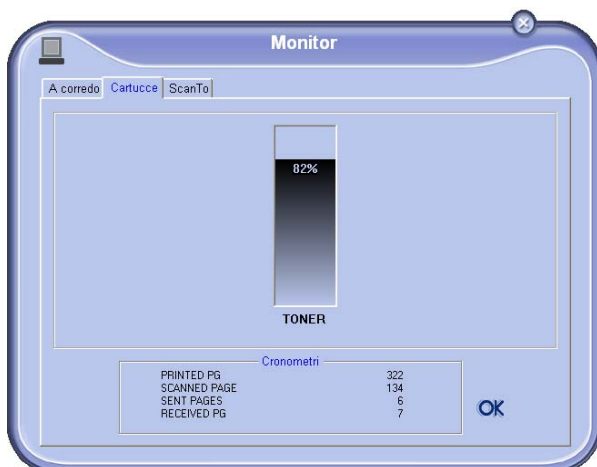 Monitor
A corredo Cartucce ScanTo
82%
TONER
Cronometri
PRINTED PG 322
SCANNED PAGE 134
SENT PAGES 6
RECEIVED PG 7
OK